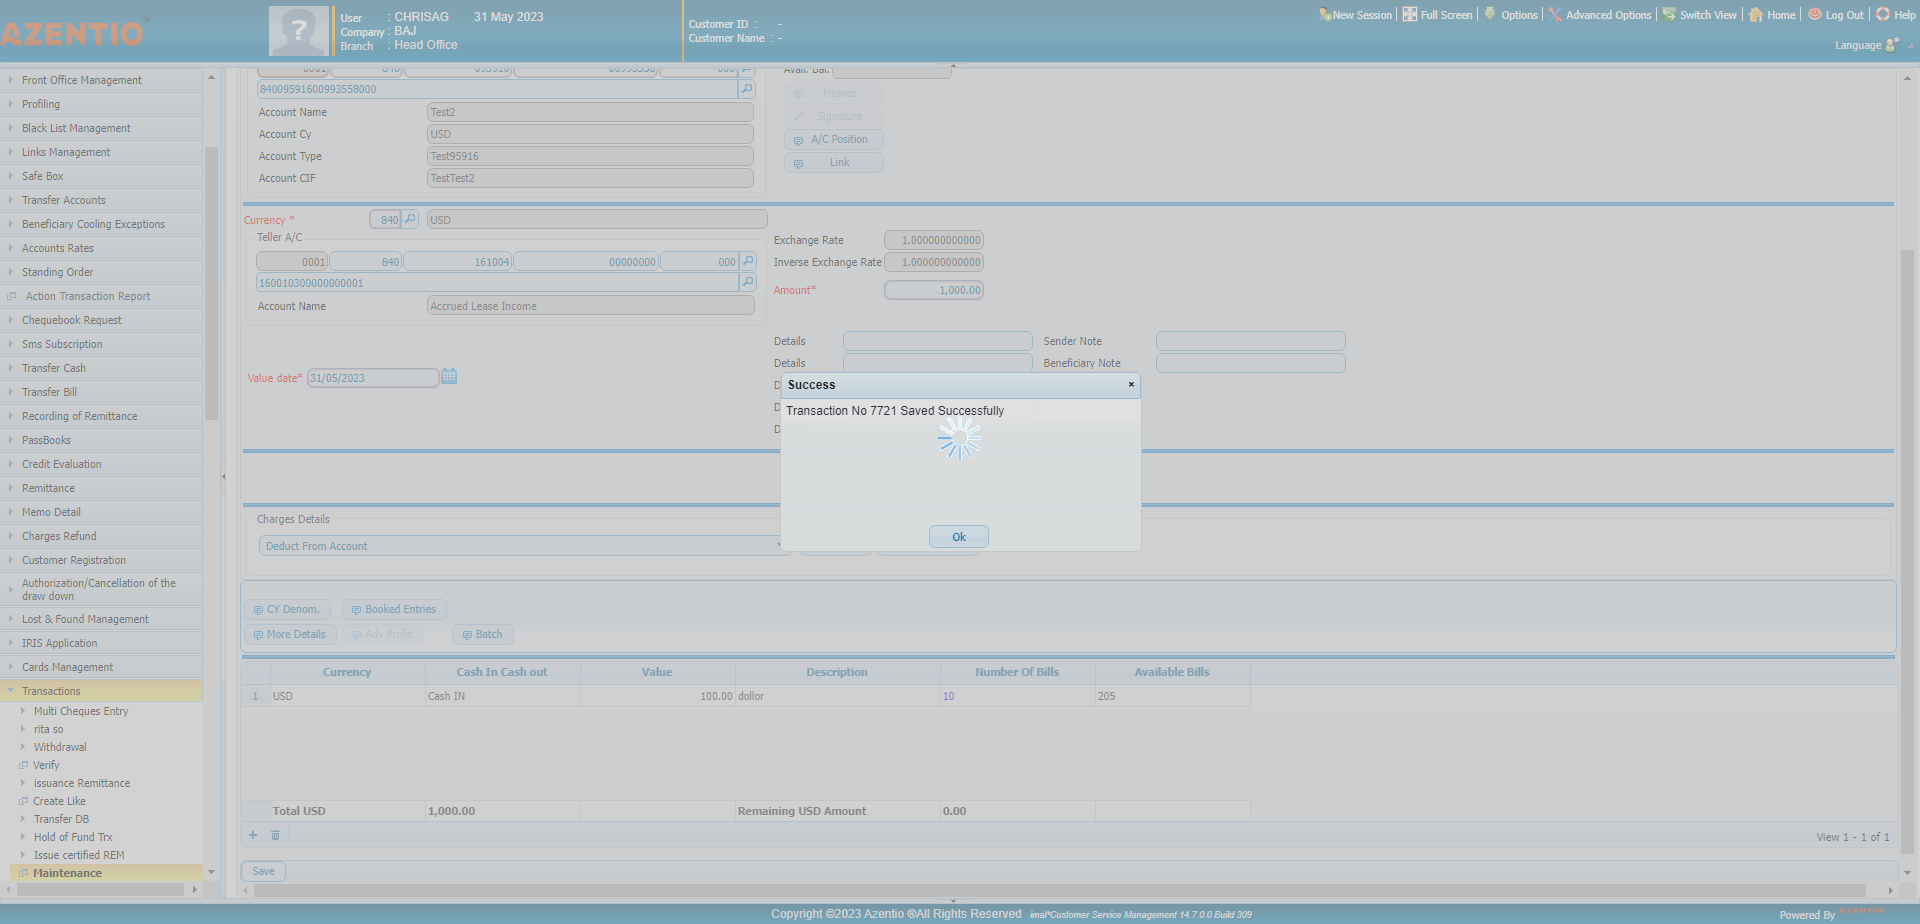 AZENTIO
TM
User : CHRISAG 31 May 2023
Company : BAJ
Branch : Head Office
Customer ID : -
Customer Name : -
New Session Full Screen Options Advanced Options Switch View Home Log Out Help
Language
Front Office Management
Profiling
Black List Management
Links Management
Safe Box
Transfer Accounts
Beneficiary Cooling Exceptions
Accounts Rates
Standing Order
Action Transaction Report
Chequebook Request
Sms Subscription
Transfer Cash
Transfer Bill
Recording of Remittance
PassBooks
Credit Evaluation
Remittance
Memo Detail
Charges Refund
Customer Registration
Authorization/Cancellation of the
draw down
Lost & Found Management
IRIS Application
Cards Management
Transactions
Multi Cheques Entry
rita so
Withdrawal
Verify
issuance Remittance
Create Like
Transfer DB
Hold of Fund Trx
Issue certified REM
Maintenance
Avail. Bal.
84009591600993558000
Memos
Account Name Test2
Signature
Account Cy USD
A/C Position
Account Type Test95916
Link
Account CIF TestTest2
Currency * 840 USD
Teller A/C
Exchange Rate 1.000000000000
0001 840 161004 00000000 000
Inverse Exchange Rate 1.000000000000
160010300000000001
Amount* 1,000.00
Account Name Accrued Lease Income
Details Sender Note
Details Beneficiary Note
Value date* 31/05/2023
D
D
D
Success ×
Transaction No 7721 Saved Successfully
Ok
Charges Details
Deduct From Account
CY Denom. Booked Entries
More Details Adv Profit Batch
Currency Cash In Cash out Value Description Number Of Bills Available Bills
1 USD Cash IN 100.00 dollor 10 205
Total USD 1,000.00 Remaining USD Amount 0.00
View 1 - 1 of 1
Save
Copyright ©2023 Azentio ®All Rights Reserved imal*Customer Service Management 14.7.0.0 Build 309
Powered By AZENTIO